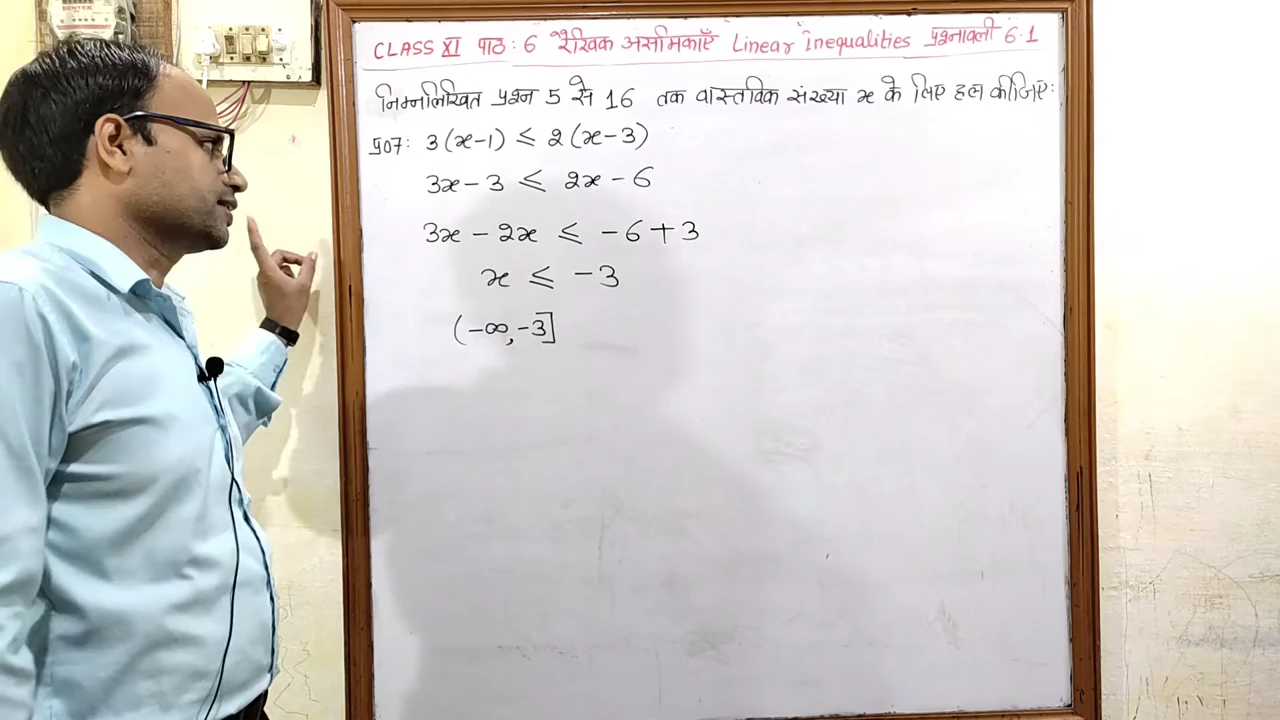 CLASS XI पाठ: 6 रैखिक असमिकाएँ Linear Inequalities प्रश्नावली 6.1
निम्नलिखित प्रश्न 5 से 16 तक वास्तविक संख्या x के लिए हल कीजिए:
प्र07: 3(x-1) ≤ 2(x-3)
3x - 3 ≤ 2x - 6
3x - 2x ≤ -6+3
x ≤ -3
(-∞,-3]